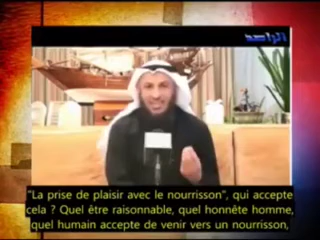 الراصد
"La prise de plaisir avec le nourrisson", qui accepte
cela ? Quel être raisonnable, quel honnête homme,
quel humain accepte de venir vers un nourrisson,